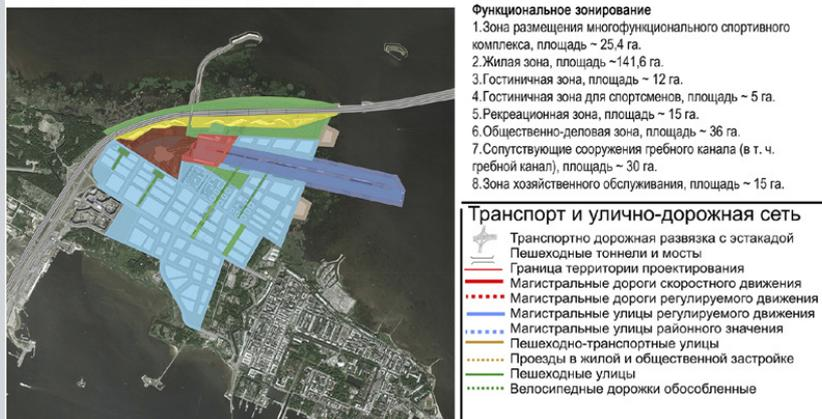 Функциональное зонирование
1.Зона размещения многофункционального спортивного
комплекса, площадь ~ 25,4 га.
2.Жилая зона, площадь ~141,6 га.
3.Гостиничная зона, площадь ~ 12 га.
4.Гостиничная зона для спортсменов, площадь ~ 5 га.
5.Рекреационная зона, площадь ~ 15 га.
6.Общественно-деловая зона, площадь ~ 36 га.
7.Сопутствующие сооружения гребного канала (в т. ч.
гребной канал), площадь ~ 30 га.
8.Зона хозяйственного обслуживания, площадь ~ 15 га.
Транспорт и улично-дорожная сеть
Транспортно дорожная развязка с эстакадой
Пешеходные тоннели и мосты
Граница территории проектирования
Магистральные дороги скоростного движения
Магистральные дороги регулируемого движения
Магистральные улицы регулируемого движения
Магистральные улицы районного значения
Пешеходно-транспортные улицы
Проезды в жилой и общественной застройке
Пешеходные улицы
Велосипедные дорожки обособленные